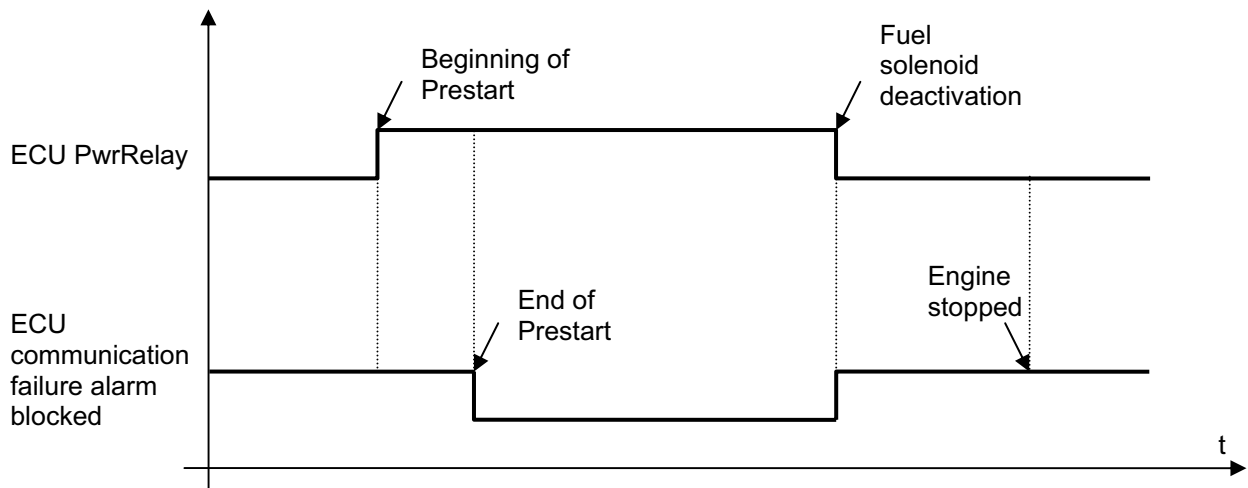 Beginning of
Prestart
Fuel
solenoid
deactivation
ECU PwrRelay
End of
Prestart
Engine
stopped
ECU
communication
failure alarm
blocked
t